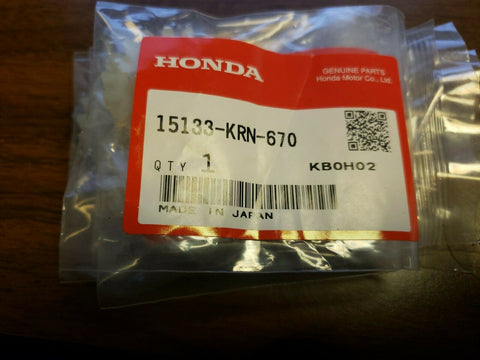 HONDA
GENUINE PARTS
Honda Motor Co., Ltd.
15133-KRN-670
QTY 1
KB0H02
MADE IN JAPAN